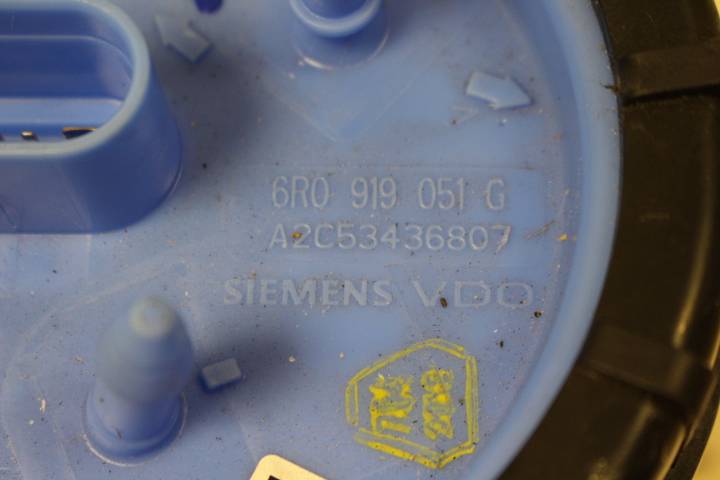 6R0 919 051 G
A2C53436807
SIEMENS VDO